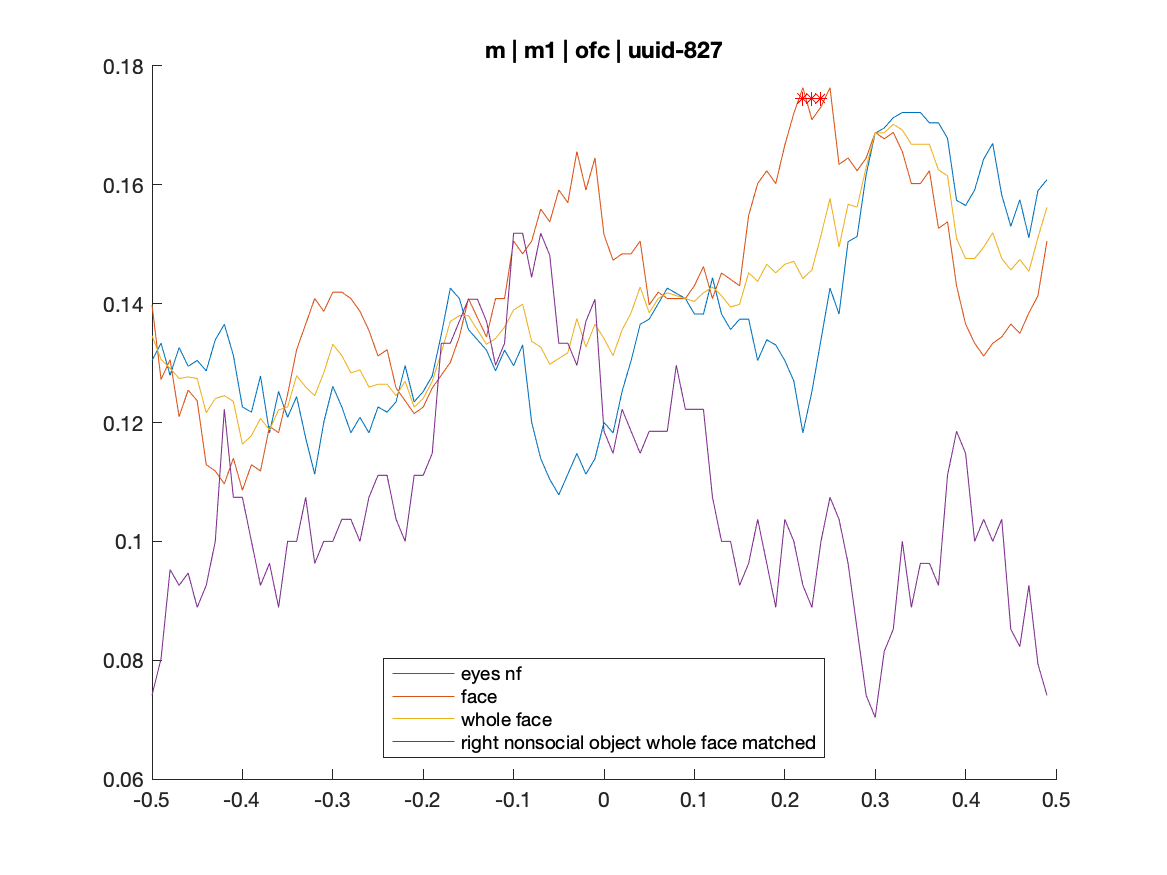 m | m1 | ofc | uuid-827
0.18
0.16
0.14
0.12
0.1
0.08
0.06
eyes nf
face
whole face
right nonsocial object whole face matched
-0.5 -0.4 -0.3 -0.2 -0.1 0 0.1 0.2 0.3 0.4 0.5